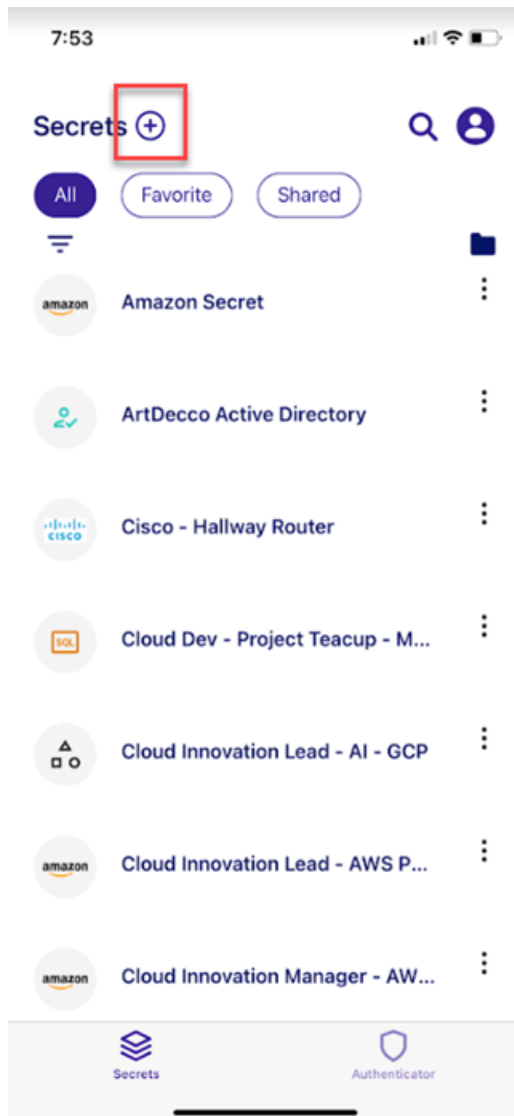 7:53
Secrets
All Favorite Shared
amazon Amazon Secret
ArtDecco Active Directory
cisco Cisco - Hallway Router
SQL Cloud Dev - Project Teacup - M...
Cloud Innovation Lead - AI - GCP
amazon Cloud Innovation Lead - AWS P...
amazon Cloud Innovation Manager - AW...
Secrets Authenticator